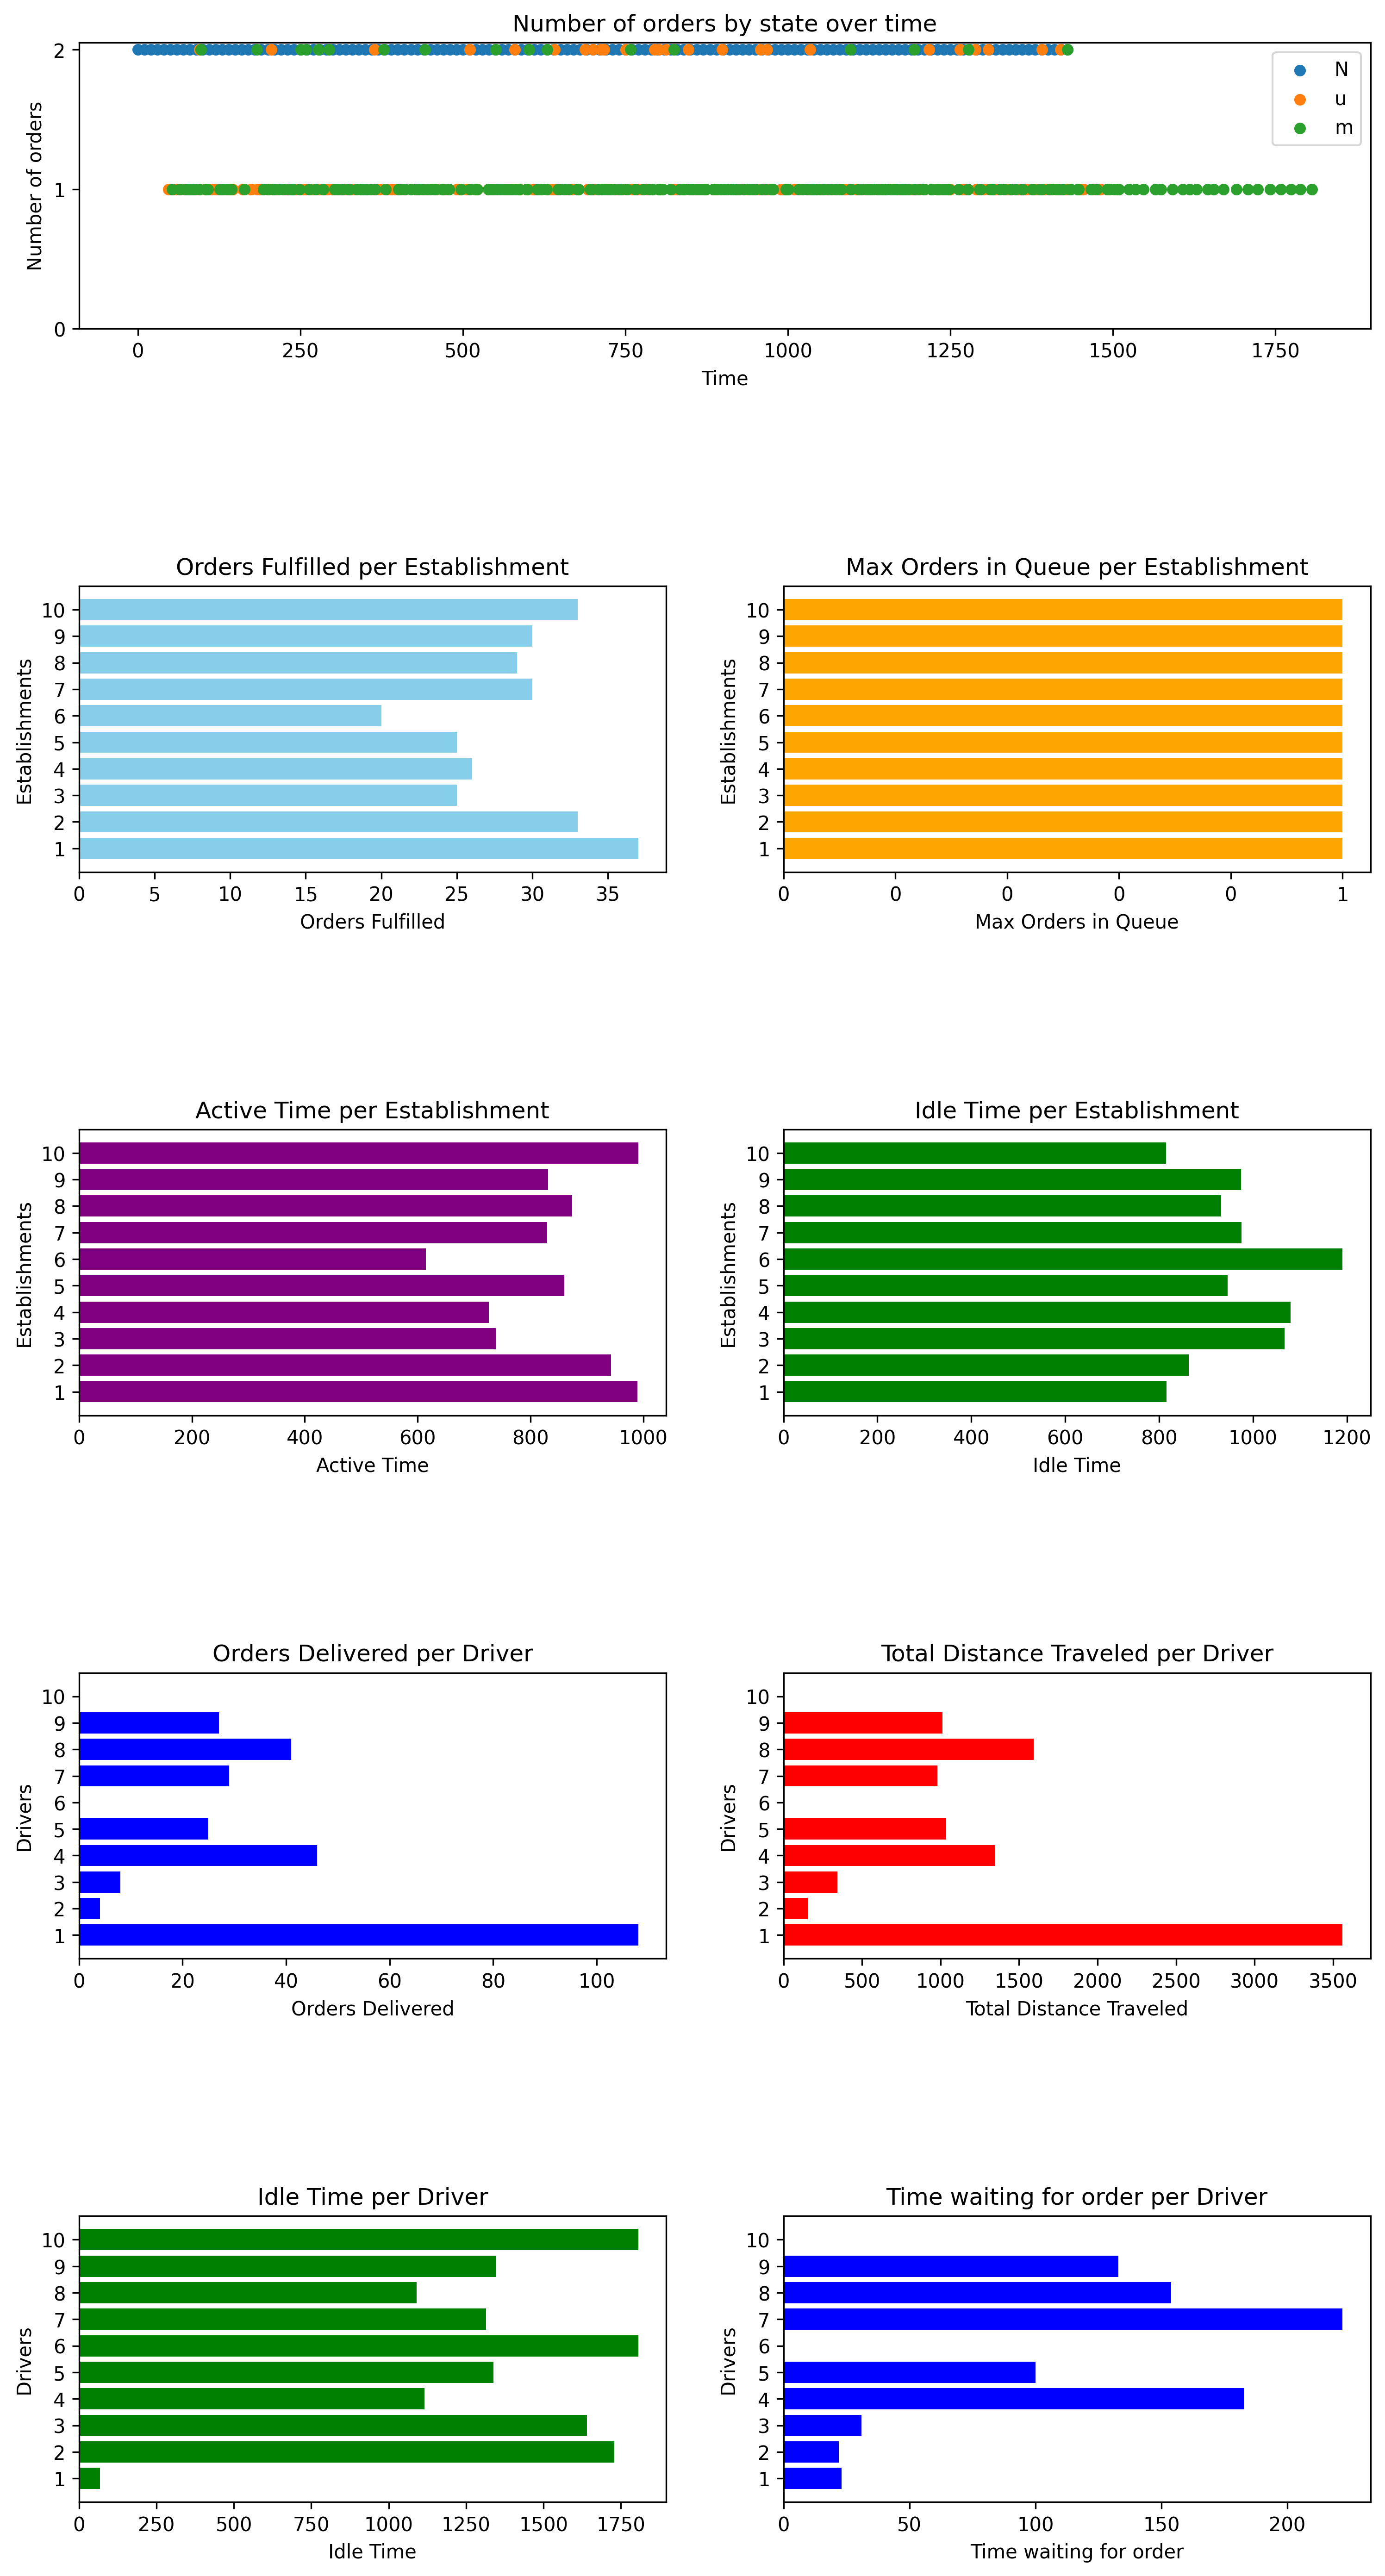 Number of orders by state over time
Number of orders
2
1
0
N
u
m
0 250 500 750 1000 1250 1500 1750
Time
Orders Fulfilled per Establishment
Establishments
10
9
8
7
6
5
4
3
2
1
0 5 10 15 20 25 30 35
Orders Fulfilled
Max Orders in Queue per Establishment
Establishments
10
9
8
7
6
5
4
3
2
1
0 0 0 0 0 1
Max Orders in Queue
Active Time per Establishment
Establishments
10
9
8
7
6
5
4
3
2
1
0 200 400 600 800 1000
Active Time
Idle Time per Establishment
Establishments
10
9
8
7
6
5
4
3
2
1
0 200 400 600 800 1000 1200
Idle Time
Orders Delivered per Driver
Drivers
10
9
8
7
6
5
4
3
2
1
0 20 40 60 80 100
Orders Delivered
Total Distance Traveled per Driver
Drivers
10
9
8
7
6
5
4
3
2
1
0 500 1000 1500 2000 2500 3000 3500
Total Distance Traveled
Idle Time per Driver
Drivers
10
9
8
7
6
5
4
3
2
1
0 250 500 750 1000 1250 1500 1750
Idle Time
Time waiting for order per Driver
Drivers
10
9
8
7
6
5
4
3
2
1
0 50 100 150 200
Time waiting for order